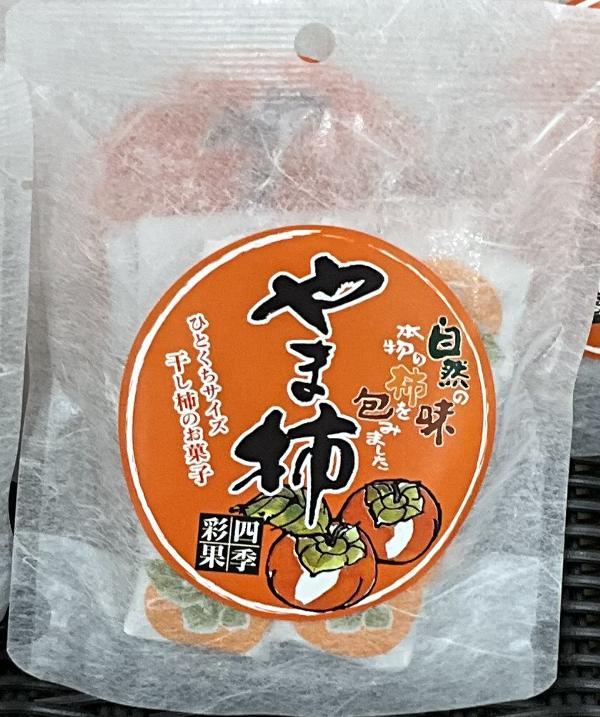 やま柿
自然の味
本物の柿を
包みました
ひとくちサイズ
干し柿のお菓子
四季
彩果